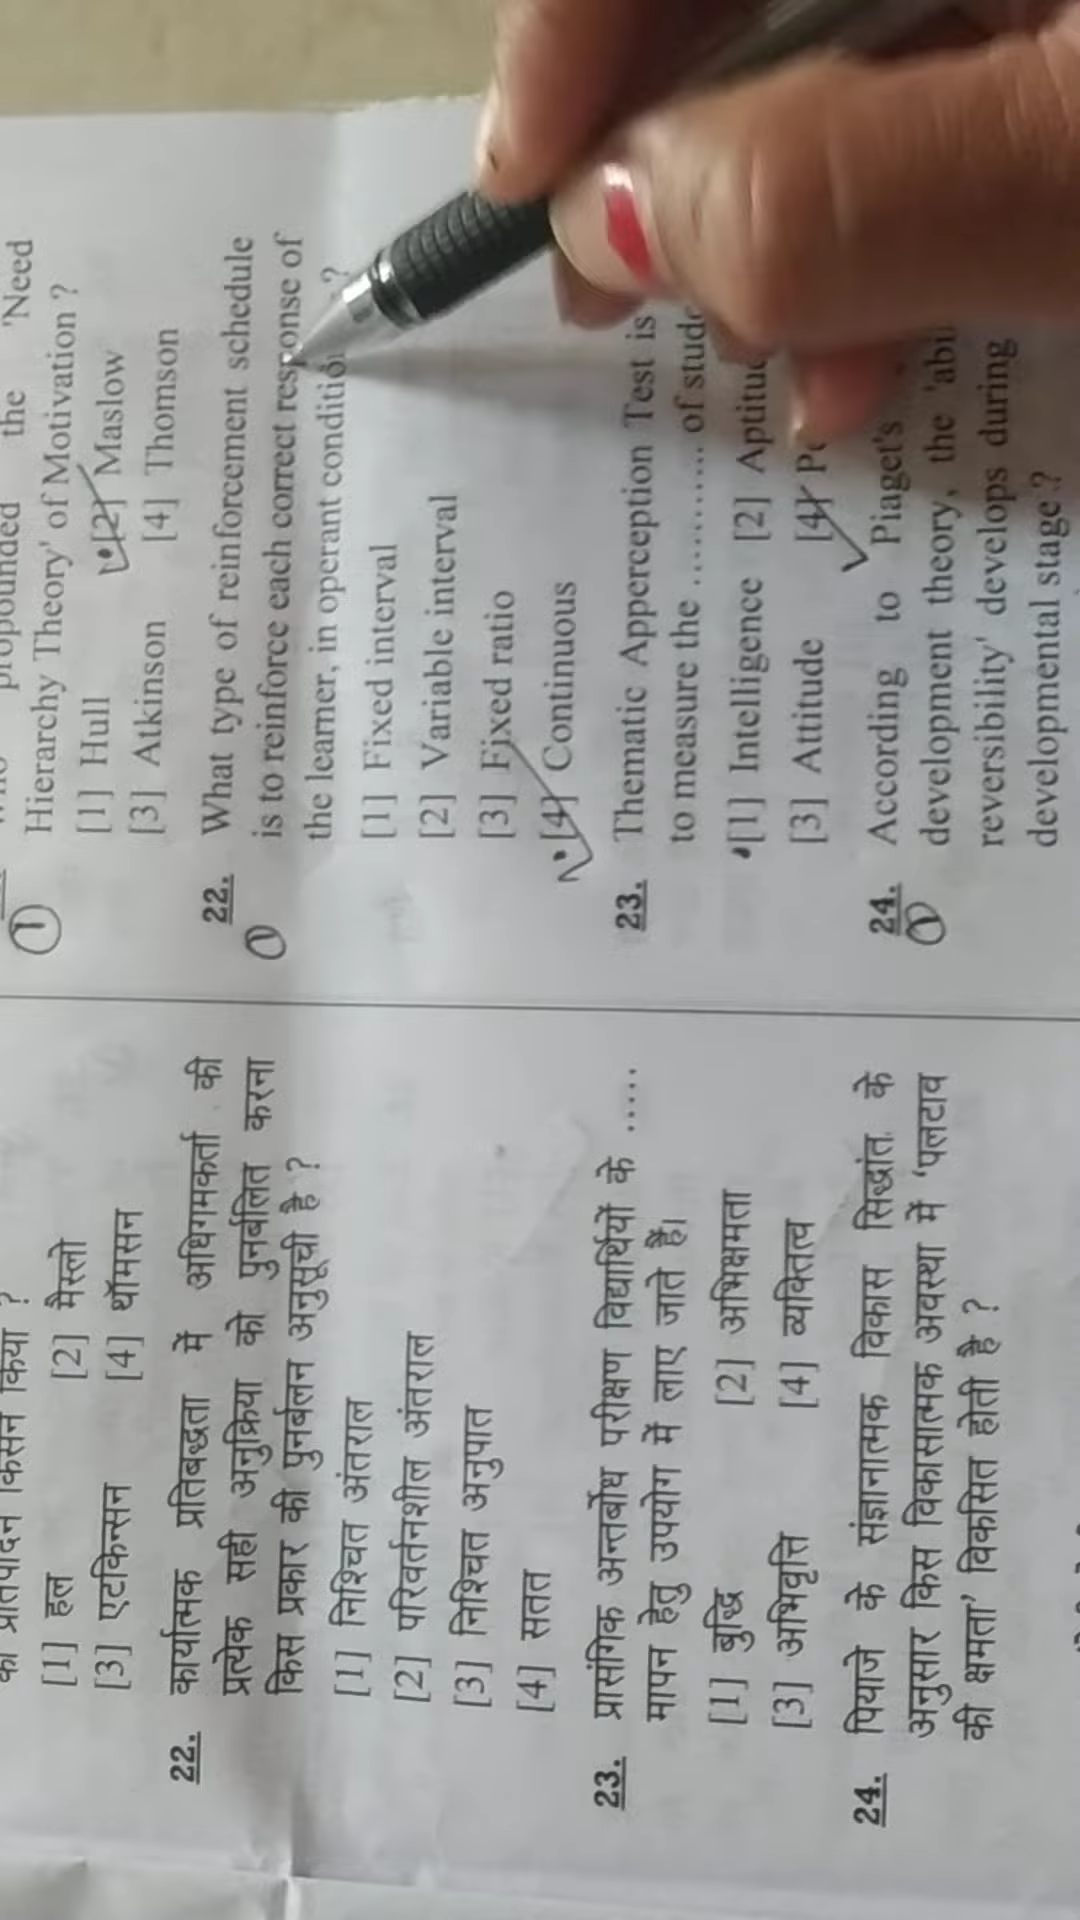 का प्रतिपादन किसने किया ?
[1] हल [2] मैस्लो
[3] एटकिन्सन [4] थॉमसन
22. कार्यात्मक प्रतिबद्धता में अधिगमकर्ता की
प्रत्येक सही अनुक्रिया को पुनर्बलित करना
किस प्रकार की पुनर्बलन अनुसूची है ?
[1] निश्चित अंतराल
[2] परिवर्तनशील अंतराल
[3] निश्चित अनुपात
[4] सतत
23. प्रासंगिक अन्तर्बोध परीक्षण विद्यार्थियों के .....
मापन हेतु उपयोग में लाए जाते हैं।
[1] बुद्धि [2] अभिक्षमता
[3] अभिवृत्ति [4] व्यक्तित्व
24. पियाजे के संज्ञानात्मक विकास सिद्धांत के
अनुसार किस विकासात्मक अवस्था में 'पलटाव
की क्षमता' विकसित होती है ?
propounded the 'Need
Hierarchy Theory' of Motivation ?
(1)
[1] Hull [2] Maslow
[3] Atkinson [4] Thomson
22. What type of reinforcement schedule
(1) is to reinforce each correct response of
the learner, in operant condition ?
[1] Fixed interval
[2] Variable interval
[3] Fixed ratio
[4] Continuous
23. Thematic Apperception Test is
to measure the .......... of stude
[1] Intelligence [2] Aptitud
[3] Attitude [4]
24. According to Piaget's
(1) development theory, the 'abi
reversibility' develops during
developmental stage ?